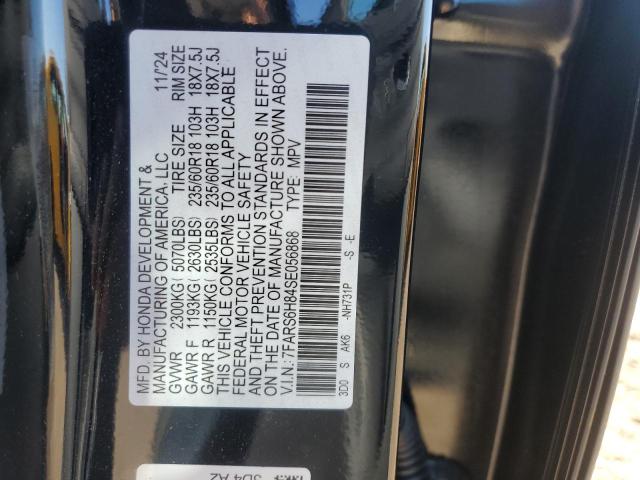 MFD. BY HONDA DEVELOPMENT & 11/24
MANUFACTURING OF AMERICA, LLC
GVWR 2300KG( 5070LBS) TIRE SIZE RIM SIZE
GAWR F 1193KG( 2630LBS) 235/60R18 103H 18X7.5J
GAWR R 1150KG( 2535LBS) 235/60R18 103H 18X7.5J
THIS VEHICLE CONFORMS TO ALL APPLICABLE
FEDERAL MOTOR VEHICLE SAFETY
AND THEFT PREVENTION STANDARDS IN EFFECT
ON THE DATE OF MANUFACTURE SHOWN ABOVE.
V.I.N.: 7FARS6H84SE056868 TYPE: MPV
3D0 S AK6 -NH731P -S -E